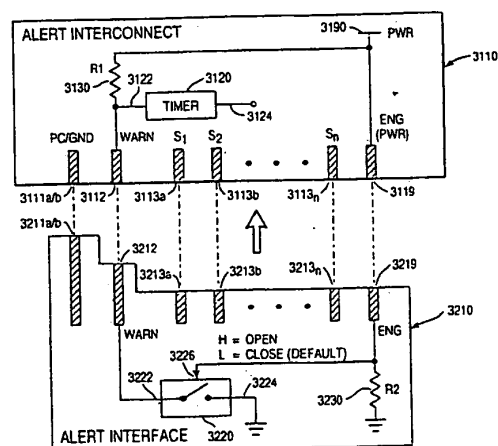 ALERT INTERCONNECT
3190
PWR
R1
3130
3122
3120
TIMER
3124
3110
PC/GND
WARN
S1
S2
Sn
ENG
(PWR)
3111a/b
3112
3113a
3113b
3113n
3119
3211a/b
3212
3213a
3213b
3213n
3219
3210
WARN
H = OPEN
L = CLOSE (DEFAULT)
ENG
3226
3222
3224
3220
R2
3230
ALERT INTERFACE